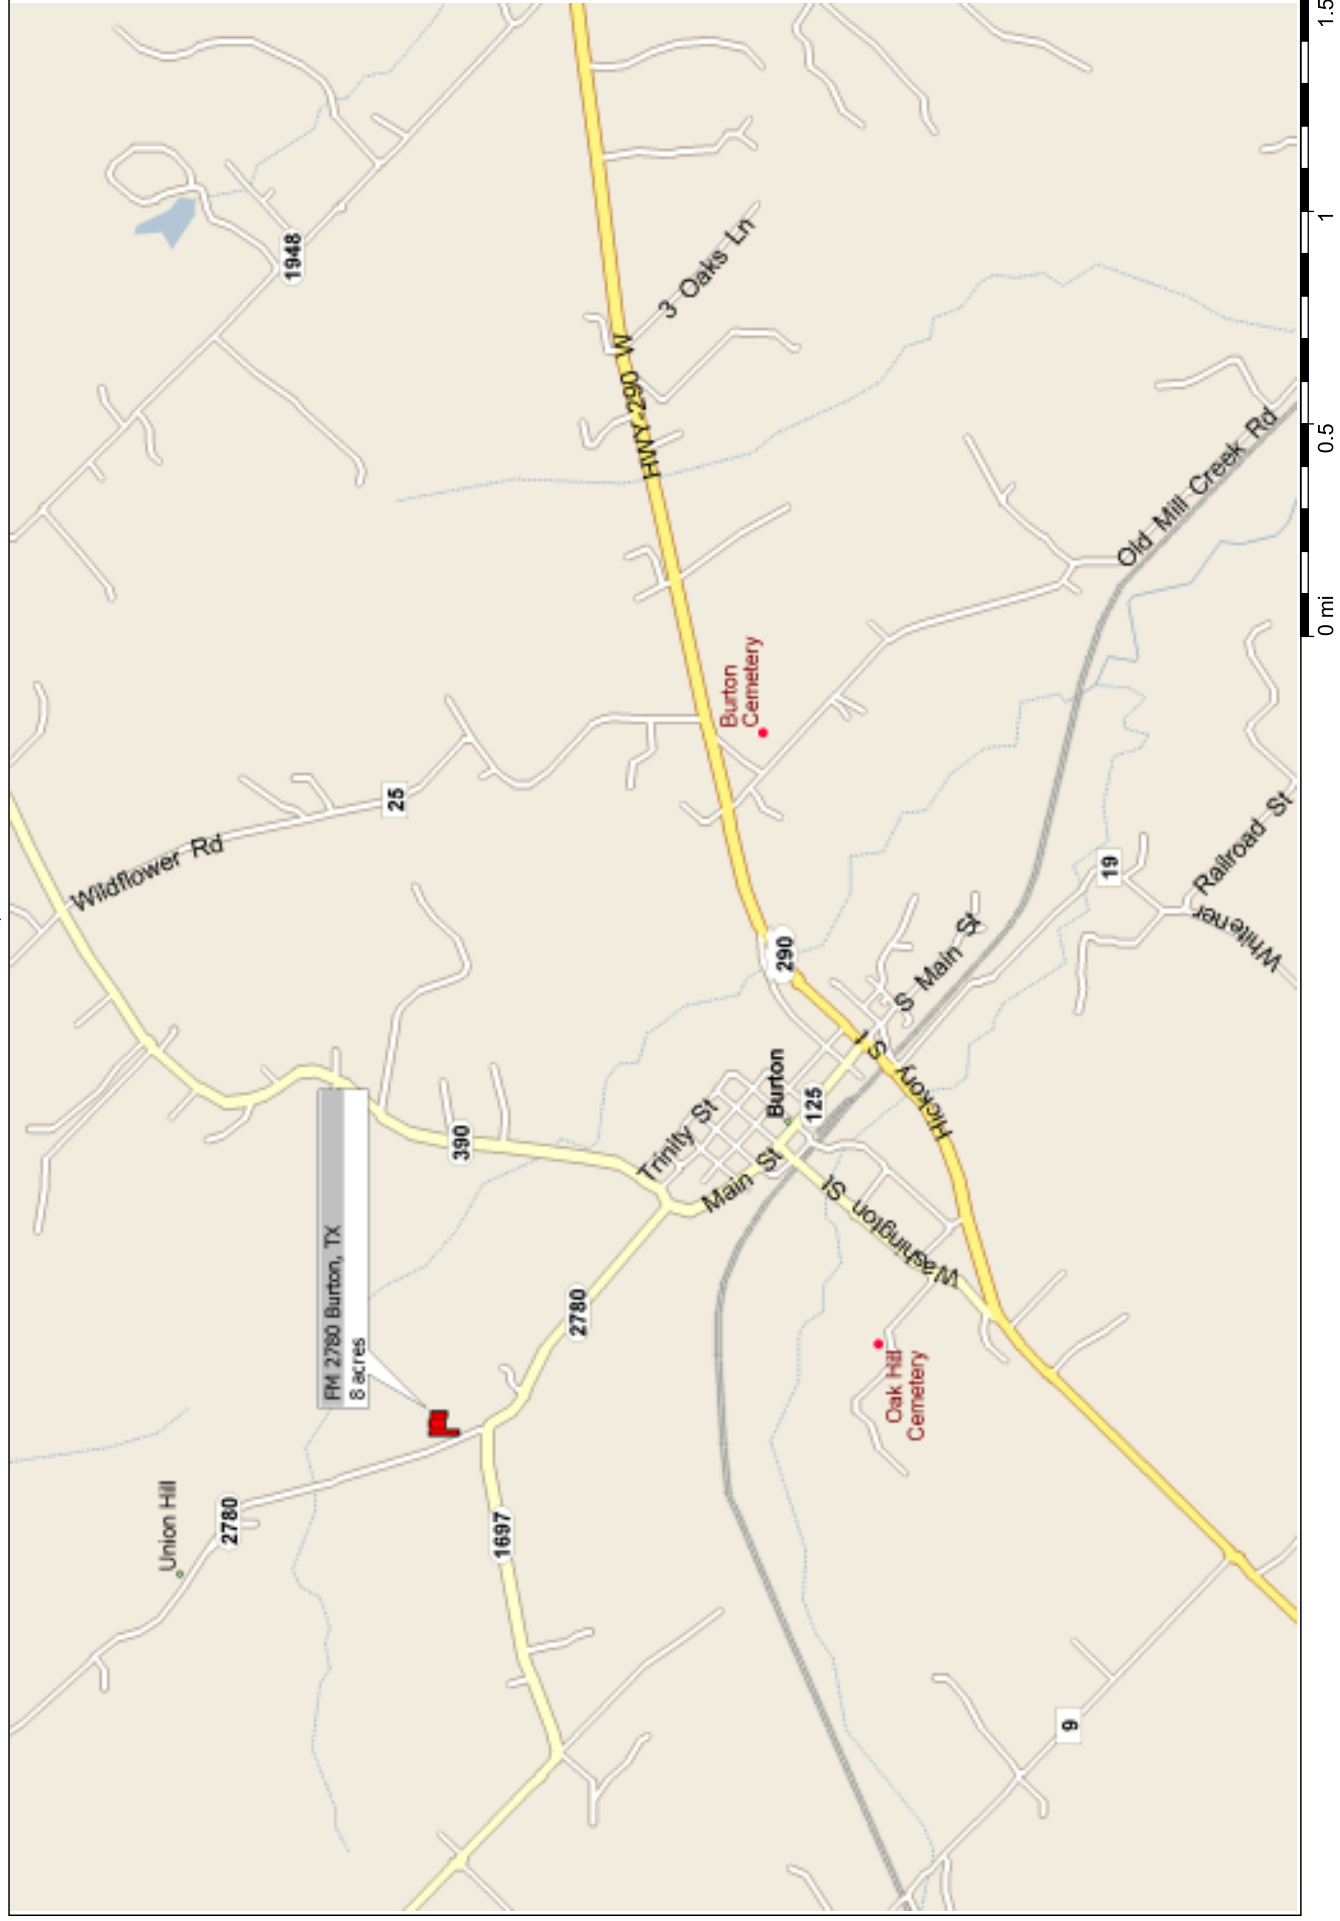 Union Hill
2780
FM 2780 Burton, TX
8 acres
1697
2780
390
Wildflower Rd
25
1948
HWY-290 W
3 Oaks Ln
Trinity St
Main St
Burton
125
290
Burton
Cemetery
Washington St
Hickory St
S Main St
Oak Hill
Cemetery
19
Railroad St
Whitener
Old Mill Creek Rd
9
0 mi
0.5
1
1.5